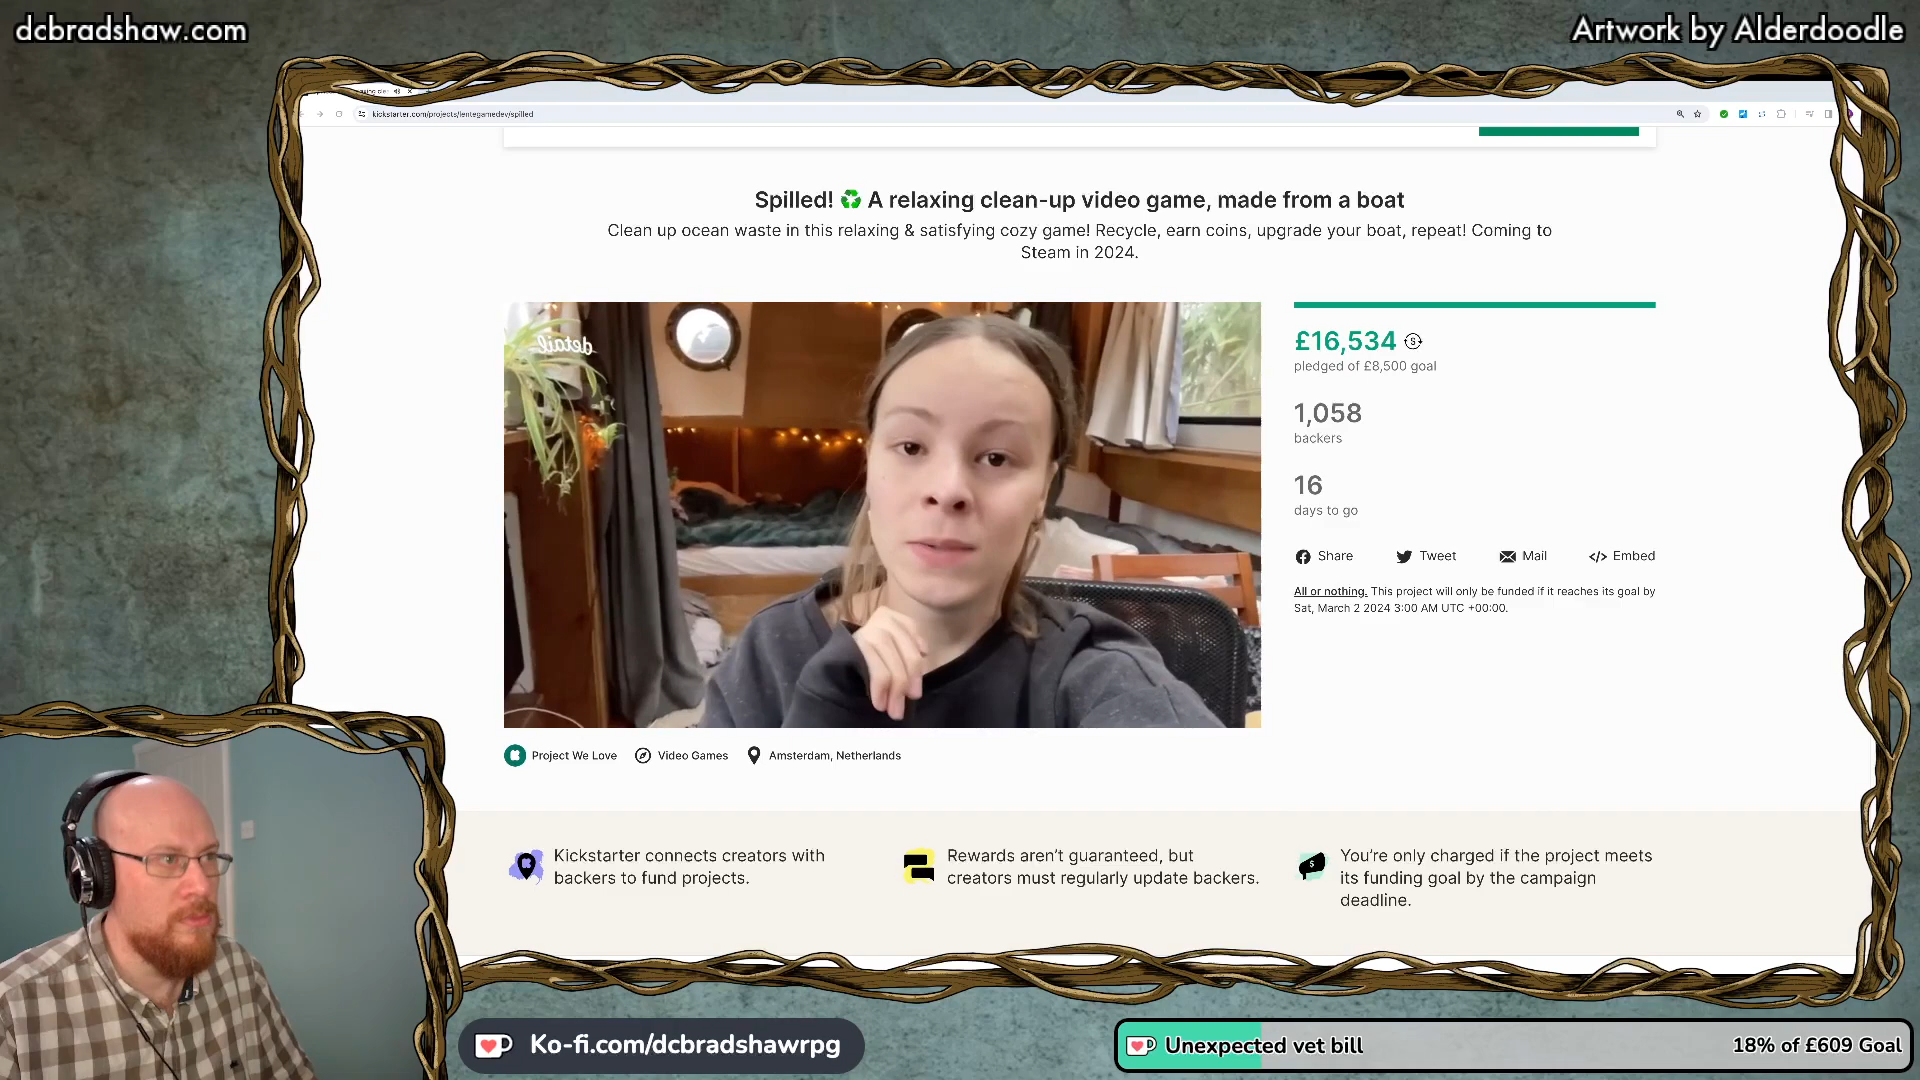 dcbradshaw.com
Artwork by Alderdoodle
kickstarter.com/projects/lentegamedev/spilled
Spilled! ♻ A relaxing clean-up video game, made from a boat
Clean up ocean waste in this relaxing & satisfying cozy game! Recycle, earn coins, upgrade your boat, repeat! Coming to
Steam in 2024.
detail
£16,534
pledged of £8,500 goal
1,058
backers
16
days to go
Share Tweet Mail </> Embed
All or nothing. This project will only be funded if it reaches its goal by
Sat, March 2 2024 3:00 AM UTC +00:00.
Project We Love Video Games Amsterdam, Netherlands
Kickstarter connects creators with
backers to fund projects.
Rewards aren't guaranteed, but
creators must regularly update backers.
You're only charged if the project meets
its funding goal by the campaign
deadline.
Ko-fi.com/dcbradshawrpg
Unexpected vet bill
18% of £609 Goal